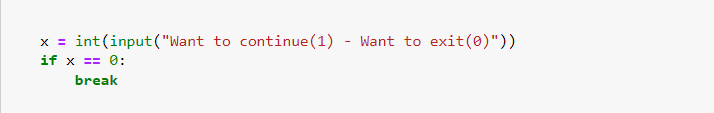 x = int(input("Want to continue(1) - Want to exit(0)"))
if x == 0:
    break